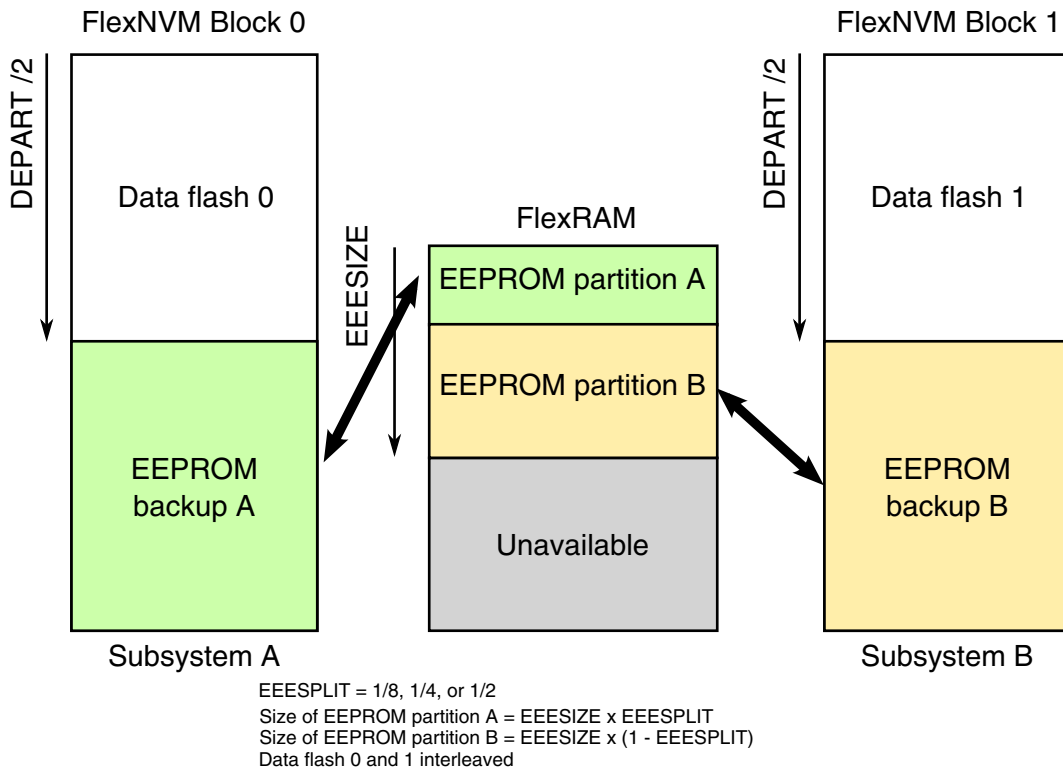 FlexNVM Block 0
FlexNVM Block 1
DEPART /2
Data flash 0
DEPART /2
Data flash 1
FlexRAM
EEESIZE
EEPROM partition A
EEPROM partition B
EEPROM
backup A
Unavailable
EEPROM
backup B
Subsystem A
Subsystem B
EEESPLIT = 1/8, 1/4, or 1/2
Size of EEPROM partition A = EEESIZE x EEESPLIT
Size of EEPROM partition B = EEESIZE x (1 - EEESPLIT)
Data flash 0 and 1 interleaved